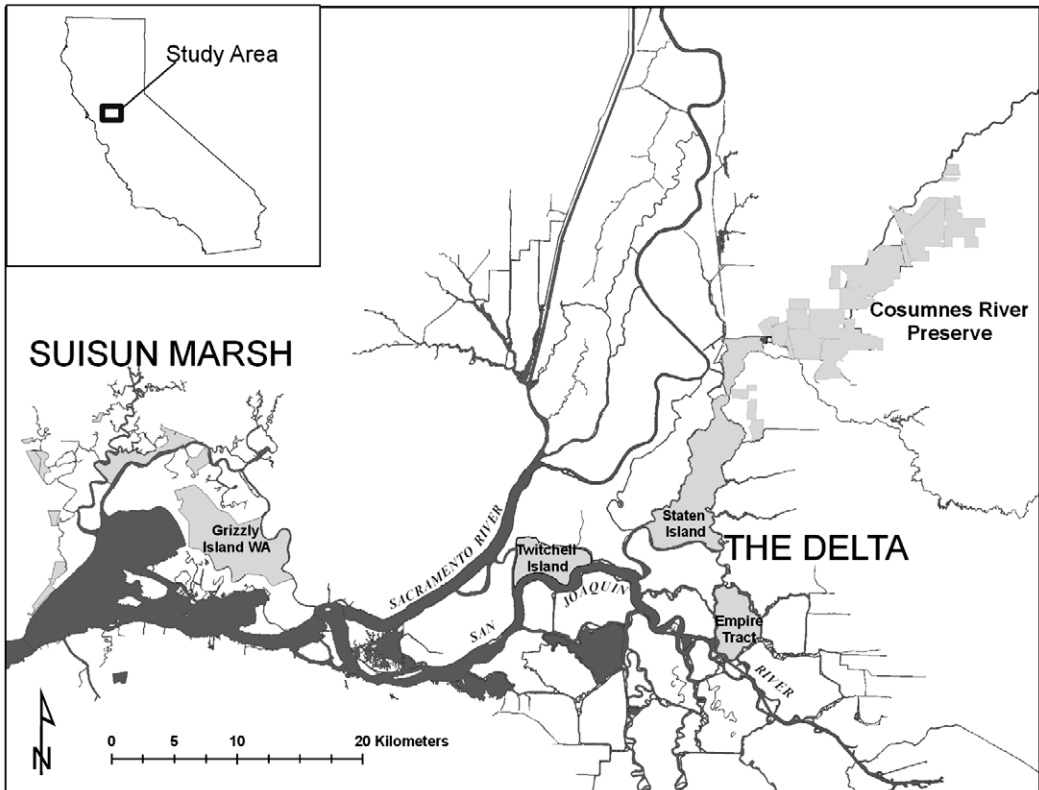 Study Area
Cosumnes River
Preserve
SUISUN MARSH
Grizzly
Island WA
SACRAMENTO RIVER
Staten
Island
THE DELTA
Twitchell
Island
SAN
JOAQUIN
RIVER
Empire
Tract
N
0 5 10 20 Kilometers